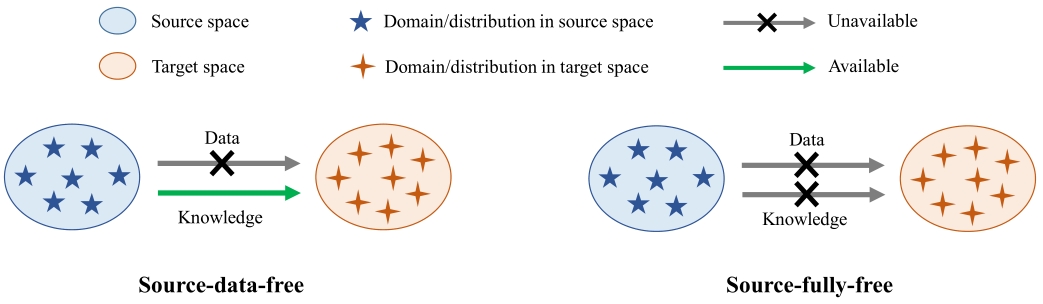 Source space
Domain/distribution in source space
Unavailable
Target space
Domain/distribution in target space
Available
Data
Knowledge
Source-data-free
Data
Knowledge
Source-fully-free